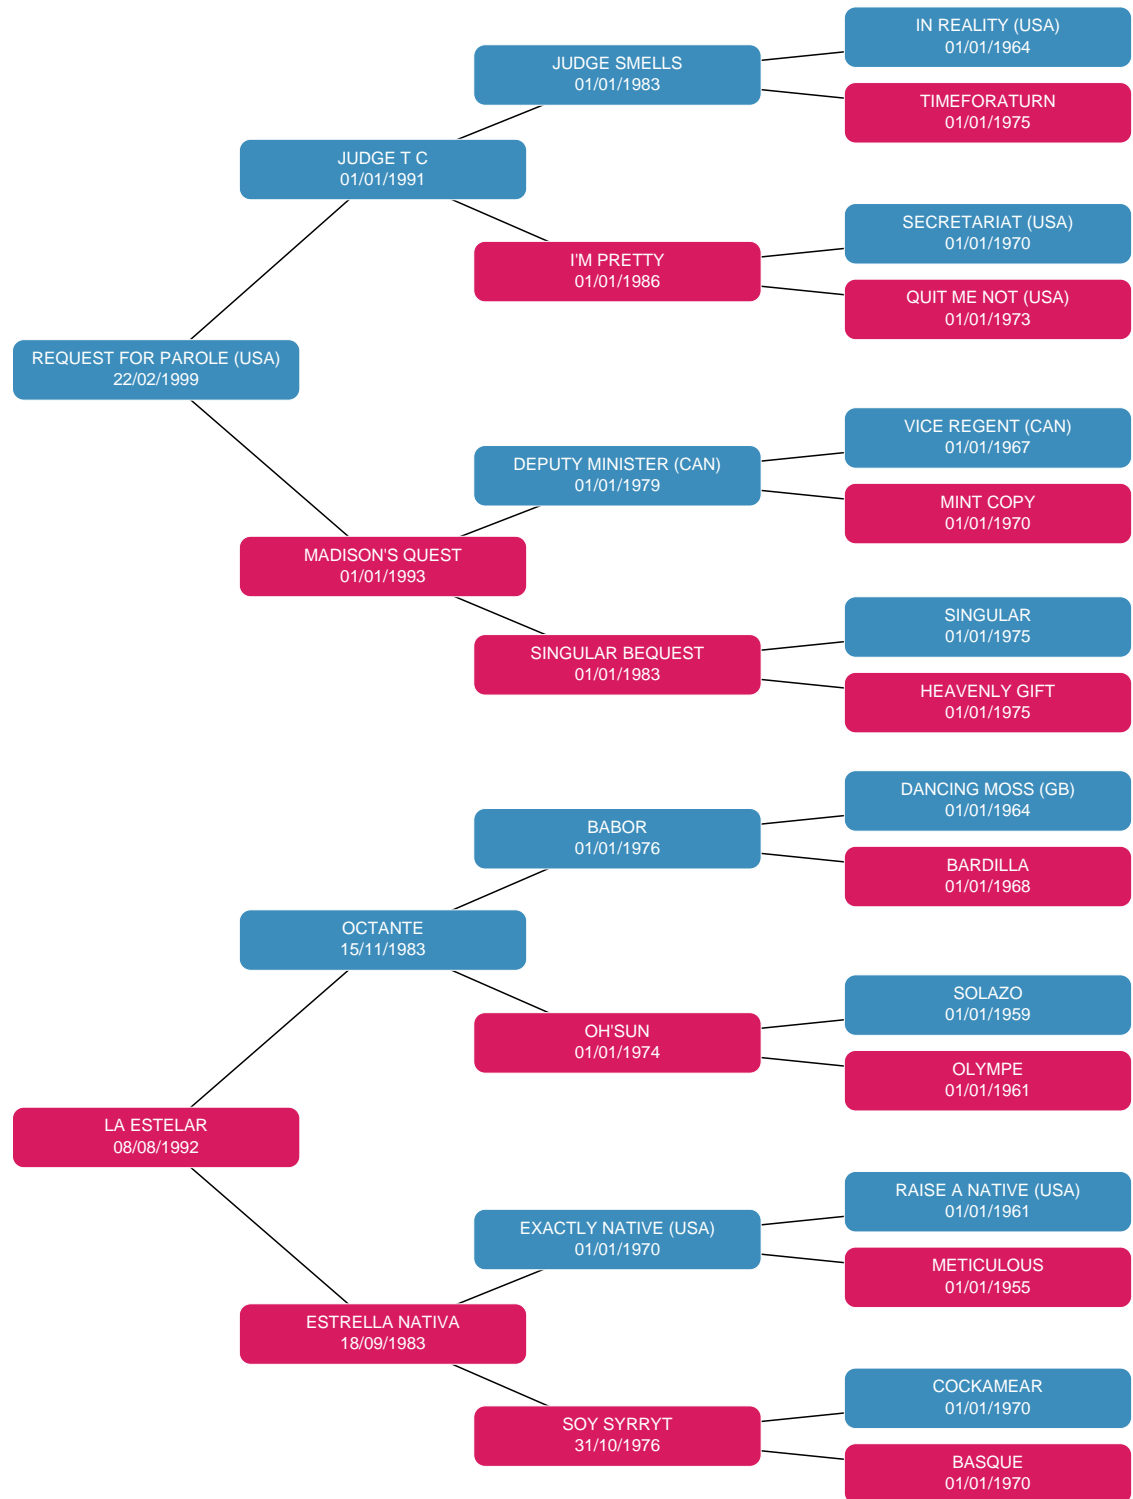 IN REALITY (USA)
01/01/1964
JUDGE SMELLS
01/01/1983
TIMEFORATURN
01/01/1975
JUDGE T C
01/01/1991
SECRETARIAT (USA)
01/01/1970
I'M PRETTY
01/01/1986
QUIT ME NOT (USA)
01/01/1973
REQUEST FOR PAROLE (USA)
22/02/1999
VICE REGENT (CAN)
01/01/1967
DEPUTY MINISTER (CAN)
01/01/1979
MINT COPY
01/01/1970
MADISON'S QUEST
01/01/1993
SINGULAR
01/01/1975
SINGULAR BEQUEST
01/01/1983
HEAVENLY GIFT
01/01/1975
DANCING MOSS (GB)
01/01/1964
BABOR
01/01/1976
BARDILLA
01/01/1968
OCTANTE
15/11/1983
SOLAZO
01/01/1959
OH'SUN
01/01/1974
OLYMPE
01/01/1961
LA ESTELAR
08/08/1992
RAISE A NATIVE (USA)
01/01/1961
EXACTLY NATIVE (USA)
01/01/1970
METICULOUS
01/01/1955
ESTRELLA NATIVA
18/09/1983
COCKAMEAR
01/01/1970
SOY SYRRYT
31/10/1976
BASQUE
01/01/1970